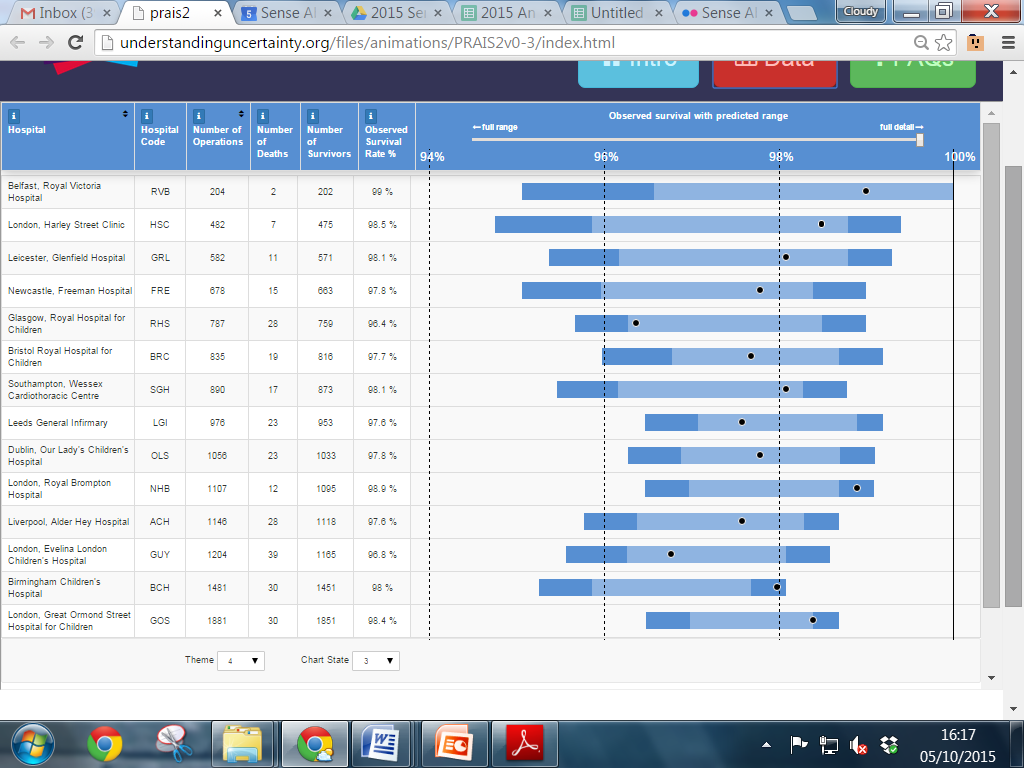 Inbox (3
prais2
Sense Al
2015 Ser
2015 An
Untitled
Sense Al
Cloudy
understandinguncertainty.org/files/animations/PRAIS2v0-3/index.html
Intro
Data
FAQs
Hospital
Hospital
Code
Number of
Operations
Number
of
Deaths
Number
of
Survivors
Observed
Survival
Rate %
Observed survival with predicted range
←full range
full detail→
94%
96%
98%
100%
Belfast, Royal Victoria
Hospital
RVB 204 2 202 99 %
London, Harley Street Clinic HSC 482 7 475 98.5 %
Leicester, Glenfield Hospital GRL 582 11 571 98.1 %
Newcastle, Freeman Hospital FRE 678 15 663 97.8 %
Glasgow, Royal Hospital for
Children
RHS 787 28 759 96.4 %
Bristol Royal Hospital for
Children
BRC 835 19 816 97.7 %
Southampton, Wessex
Cardiothoracic Centre
SGH 890 17 873 98.1 %
Leeds General Infirmary LGI 976 23 953 97.6 %
Dublin, Our Lady's Children's
Hospital
OLS 1056 23 1033 97.8 %
London, Royal Brompton
Hospital
NHB 1107 12 1095 98.9 %
Liverpool, Alder Hey Hospital ACH 1146 28 1118 97.6 %
London, Evelina London
Children's Hospital
GUY 1204 39 1165 96.8 %
Birmingham Children's
Hospital
BCH 1481 30 1451 98 %
London, Great Ormond Street
Hospital for Children
GOS 1881 30 1851 98.4 %
Theme 4 Chart State 3
16:17
05/10/2015